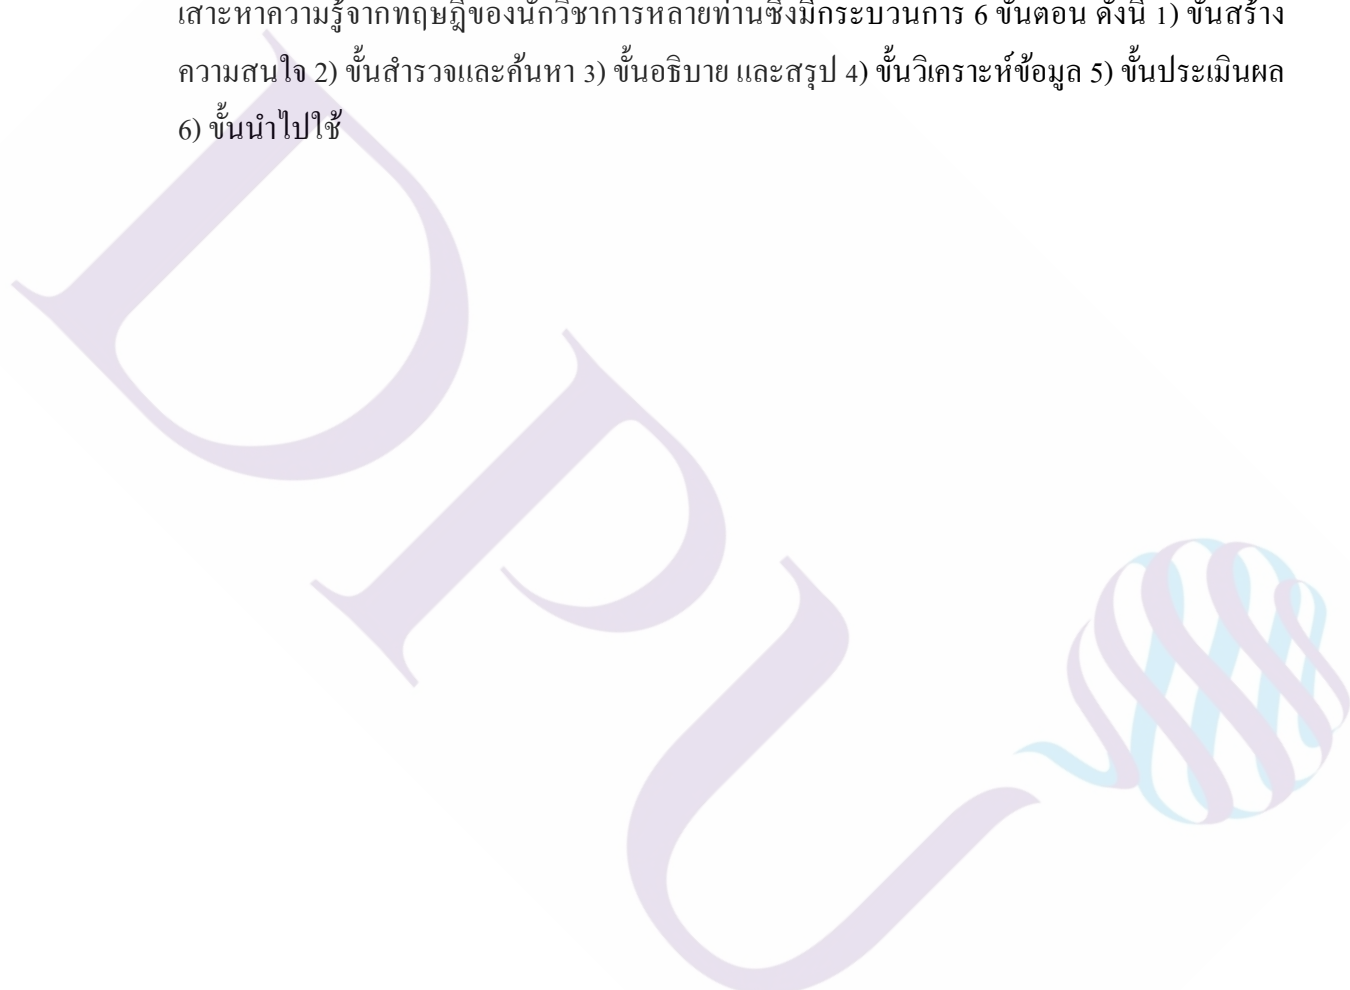 เสาะหาความรู้จากทฤษฎีของนักวิชาการหลายท่านซึ่งมีกระบวนการ 6 ขั้นตอน ดังนี้ 1) ขั้นสร้าง
ความสนใจ 2) ขั้นสำรวจและค้นหา 3) ขั้นอธิบาย และสรุป 4) ขั้นวิเคราะห์ข้อมูล 5) ขั้นประเมินผล
6) ขั้นนำไปใช้
DPU